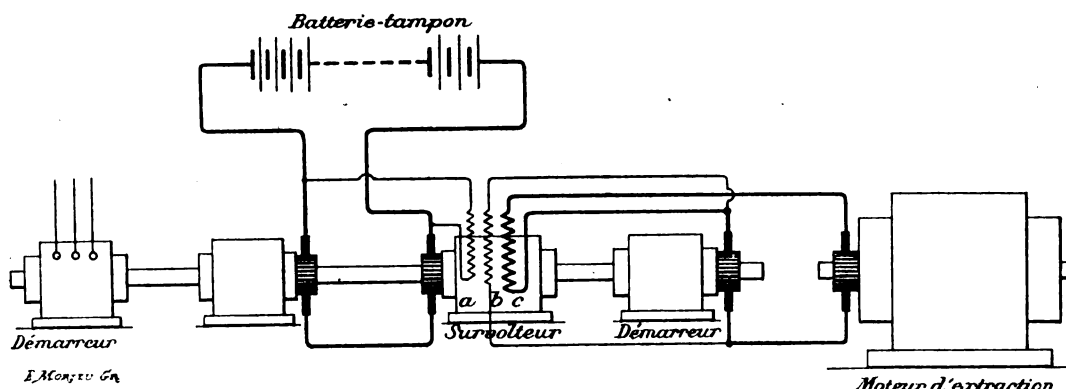 Batterie-tampon
a b c
Démarreur
Survolteur
Démarreur
Moteur d'extraction